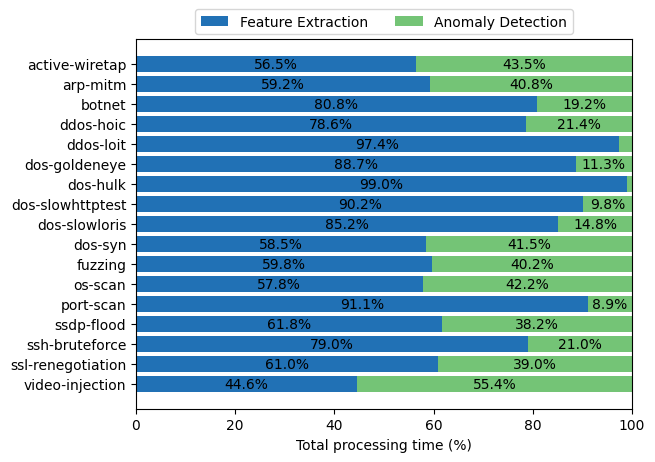 Feature Extraction Anomaly Detection
active-wiretap 56.5% 43.5%
arp-mitm 59.2% 40.8%
botnet 80.8% 19.2%
ddos-hoic 78.6% 21.4%
ddos-loit 97.4%
dos-goldeneye 88.7% 11.3%
dos-hulk 99.0%
dos-slowhttptest 90.2% 9.8%
dos-slowloris 85.2% 14.8%
dos-syn 58.5% 41.5%
fuzzing 59.8% 40.2%
os-scan 57.8% 42.2%
port-scan 91.1% 8.9%
ssdp-flood 61.8% 38.2%
ssh-bruteforce 79.0% 21.0%
ssl-renegotiation 61.0% 39.0%
video-injection 44.6% 55.4%
0 20 40 60 80 100
Total processing time (%)